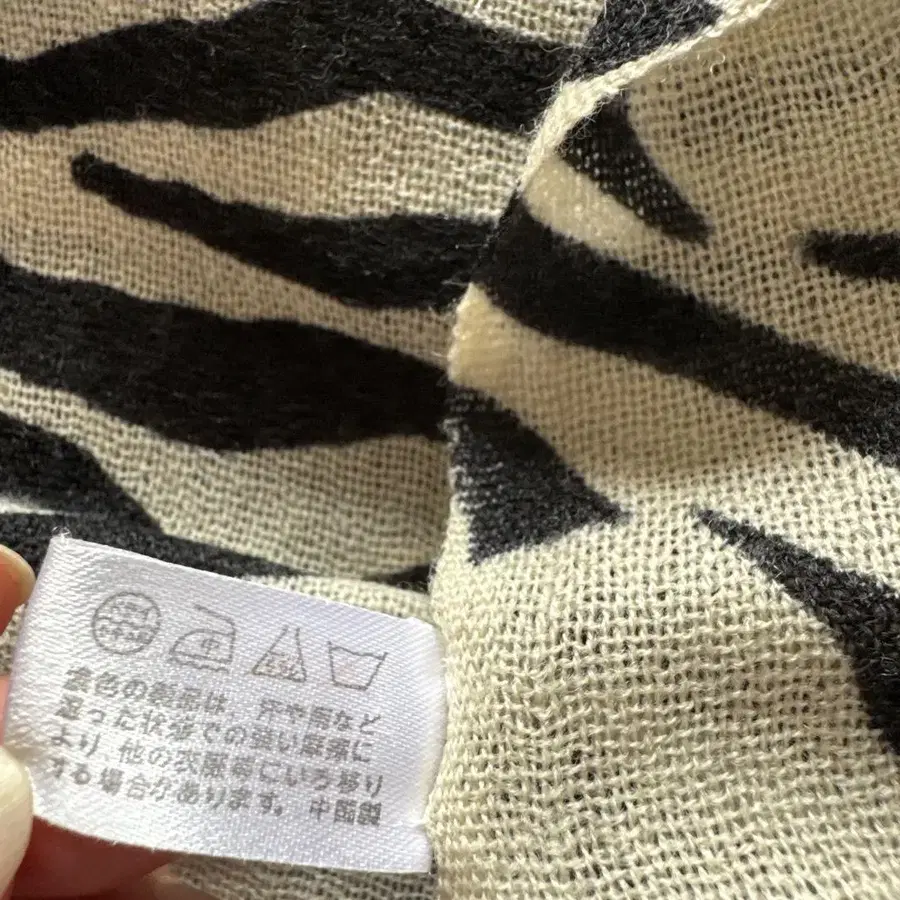 中
濃色の製品は、汗や雨など
湿った状態での強い摩擦に
より 他の衣服等にいろ移り
する場合があります。中国製